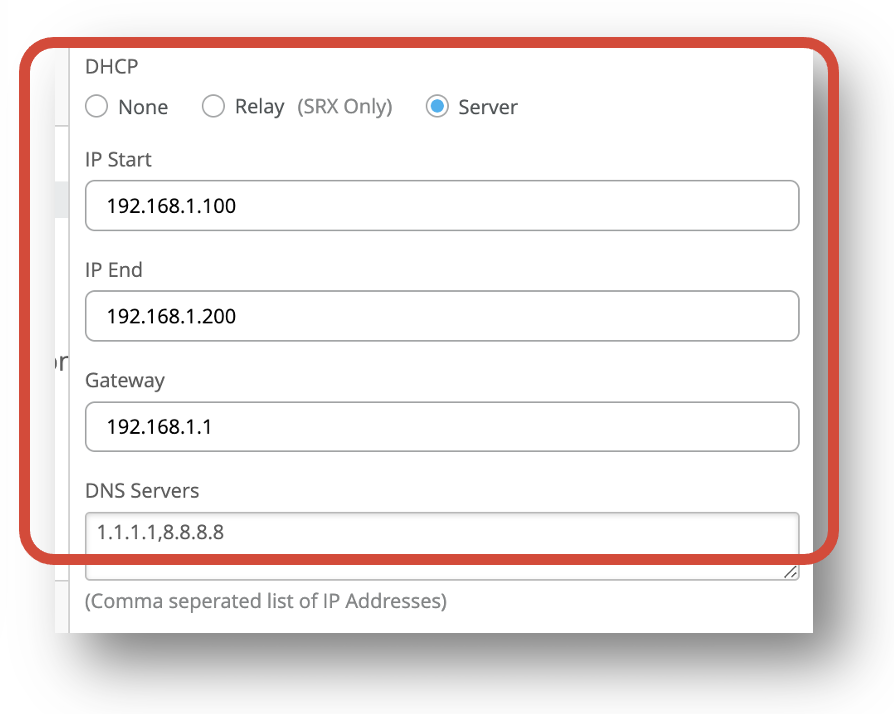 DHCP
None Relay (SRX Only) Server
IP Start
192.168.1.100
IP End
192.168.1.200
or
Gateway
192.168.1.1
DNS Servers
1.1.1.1,8.8.8.8
(Comma seperated list of IP Addresses)